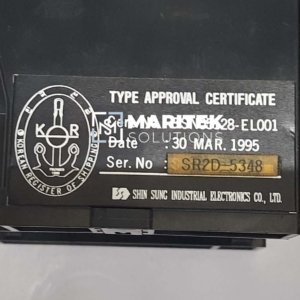 TYPE APPROVAL CERTIFICATE
28-EL001
MARITEK
SOLUTIONS
Date : 30 MAR. 1995
Ser. No : SR2D-5348
K R
KOREAN REGISTER OF SHIPPING
SHIN SUNG INDUSTRIAL ELECTRONICS CO., LTD.